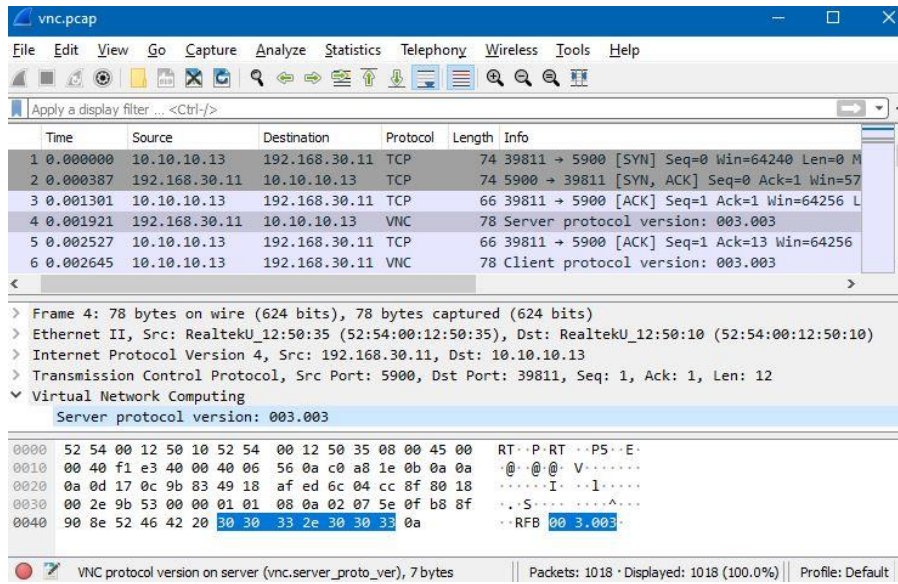 vnc.pcap
File Edit View Go Capture Analyze Statistics Telephony Wireless Tools Help
Apply a display filter ... <Ctrl-/>
Time Source Destination Protocol Length Info
1 0.000000 10.10.10.13 192.168.30.11 TCP 74 39811 → 5900 [SYN] Seq=0 Win=64240 Len=0 M
2 0.000387 192.168.30.11 10.10.10.13 TCP 74 5900 → 39811 [SYN, ACK] Seq=0 Ack=1 Win=57
3 0.001301 10.10.10.13 192.168.30.11 TCP 66 39811 → 5900 [ACK] Seq=1 Ack=1 Win=64256 L
4 0.001921 192.168.30.11 10.10.10.13 VNC 78 Server protocol version: 003.003
5 0.002527 10.10.10.13 192.168.30.11 TCP 66 39811 → 5900 [ACK] Seq=1 Ack=13 Win=64256
6 0.002645 10.10.10.13 192.168.30.11 VNC 78 Client protocol version: 003.003
Frame 4: 78 bytes on wire (624 bits), 78 bytes captured (624 bits)
Ethernet II, Src: RealtekU_12:50:35 (52:54:00:12:50:35), Dst: RealtekU_12:50:10 (52:54:00:12:50:10)
Internet Protocol Version 4, Src: 192.168.30.11, Dst: 10.10.10.13
Transmission Control Protocol, Src Port: 5900, Dst Port: 39811, Seq: 1, Ack: 1, Len: 12
Virtual Network Computing
Server protocol version: 003.003
0000 52 54 00 12 50 10 52 54 00 12 50 35 08 00 45 00 RT··P·RT ··P5··E·
0010 00 40 f1 e3 40 00 40 06 56 0a c0 a8 1e 0b 0a 0a ·@··@·@· V·······
0020 0a 0d 17 0c 9b 83 49 18 af ed 6c 04 cc 8f 80 18 ······I· ··l·····
0030 00 2e 9b 53 00 00 01 01 08 0a 02 07 5e 0f b8 8f ·.·S···· ····^···
0040 90 8e 52 46 42 20 30 30 33 2e 30 30 33 0a ··RFB 00 3.003·
VNC protocol version on server (vnc.server_proto_ver), 7 bytes Packets: 1018 · Displayed: 1018 (100.0%) Profile: Default